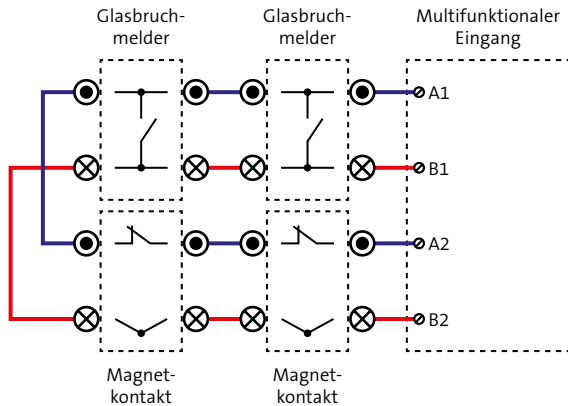 Glasbruch-
melder
Glasbruch-
melder
Multifunktionaler
Eingang
A1
B1
A2
B2
Magnet-
kontakt
Magnet-
kontakt